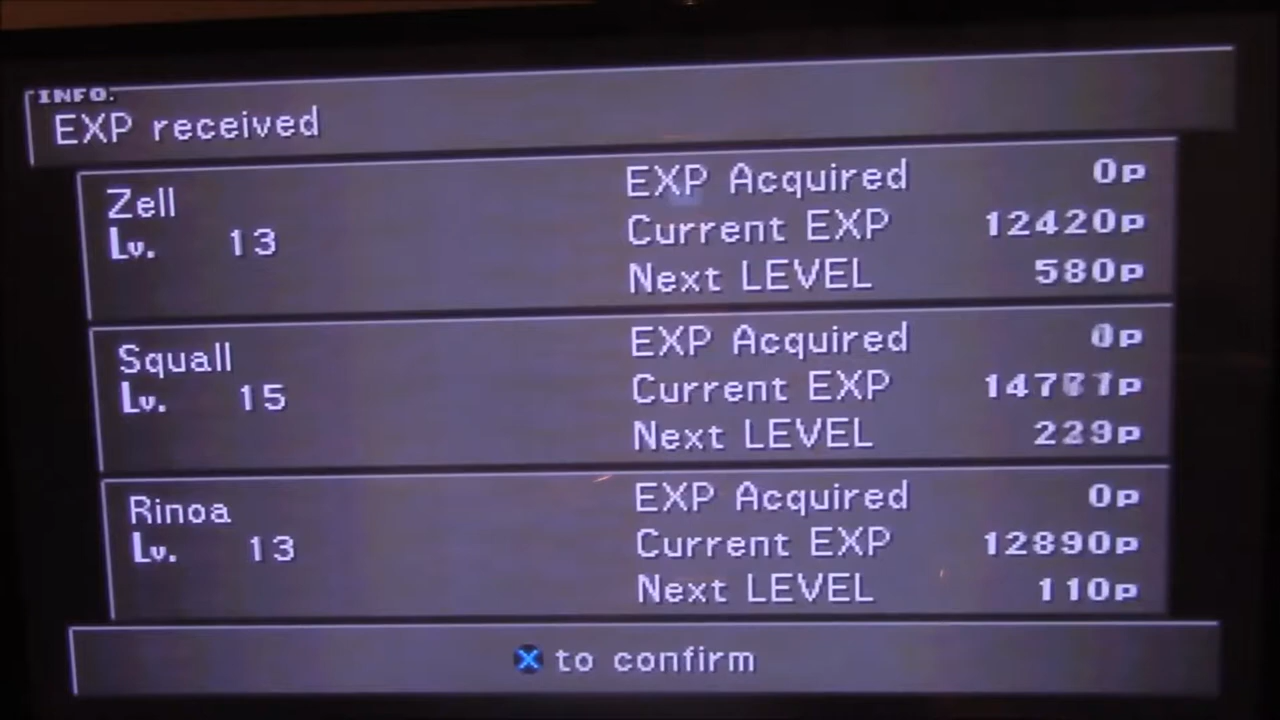 INFO.
EXP received
Zell
Lv. 13
EXP Acquired 0P
Current EXP 12420P
Next LEVEL 580P
Squall
Lv. 15
EXP Acquired 0P
Current EXP
Next LEVEL 229P
Rinoa
Lv. 13
EXP Acquired 0P
Current EXP 12890P
Next LEVEL 110P
X to confirm